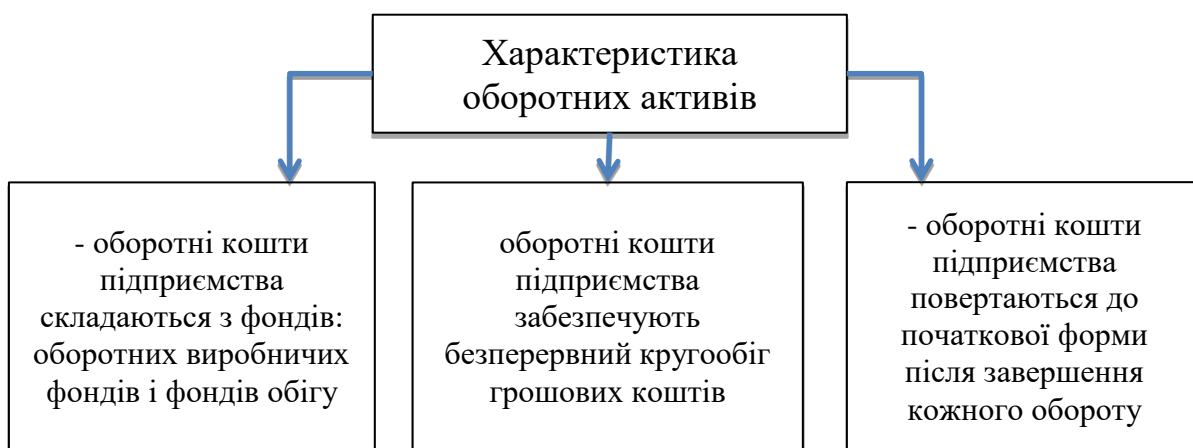 Характеристика
оборотних активів
- оборотні кошти
підприємства
складаються з фондів:
оборотних виробничих
фондів і фондів обігу
оборотні кошти
підприємства
забезпечують
безперервний кругообіг
грошових коштів
- оборотні кошти
підприємства
повертаються до
початкової форми
після завершення
кожного обороту